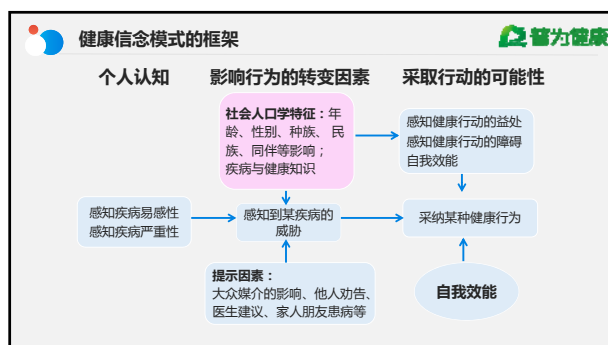 健康信念模式的框架
普为健康
个人认知
影响行为的转变因素
采取行动的可能性
社会人口学特征：年
龄、性别、种族、 民
族、同伴等影响；
疾病与健康知识
感知健康行动的益处
感知健康行动的障碍
自我效能
感知疾病易感性
感知疾病严重性
感知到某疾病的
威胁
采纳某种健康行为
提示因素：
大众媒介的影响、他人劝告、
医生建议、家人朋友患病等
自我效能